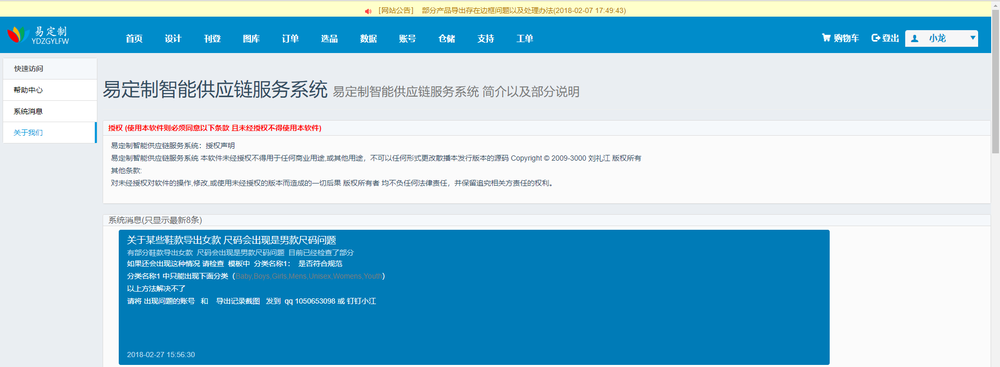 ［网站公告］ 部分产品导出存在边框问题以及处理办法(2018-02-07 17:49:43)
易定制
YDZGYLFW
首页 设计 刊登 图库 订单 选品 数据 账号 仓储 支持 工单 购物车 登出 小龙
快速访问
帮助中心
系统消息
关于我们
易定制智能供应链服务系统 易定制智能供应链服务系统 简介以及部分说明
授权 (使用本软件则必须同意以下条款 且未经授权不得使用本软件)
易定制智能供应链服务系统：授权声明
易定制智能供应链服务系统 本软件未经授权不得用于任何商业用途,或其他用途，不可以任何形式更改散播本发行版本的源码 Copyright © 2009-3000 刘礼江 版权所有
其他条款:
对未经授权对软件的操作,修改,或使用未经授权的版本而造成的一切后果 版权所有者 均不负任何法律责任，并保留追究相关方责任的权利。
系统消息(只显示最新8条)
关于某些鞋款导出女款 尺码会出现是男款尺码问题
有部分鞋款导出女款 尺码会出现是男款尺码问题 目前已经检查了部分
如果还会出现这种情况 请检查 模板中 分类名称1： 是否符合规范
分类名称1 中只能出现下面分类（Baby,Boys,Girls,Mens,Unisex,Womens,Youth）
以上方法解决不了
请将 出现问题的账号 和 导出记录截图 发到 qq 1050653098 或 钉钉小江
2018-02-27 15:56:30